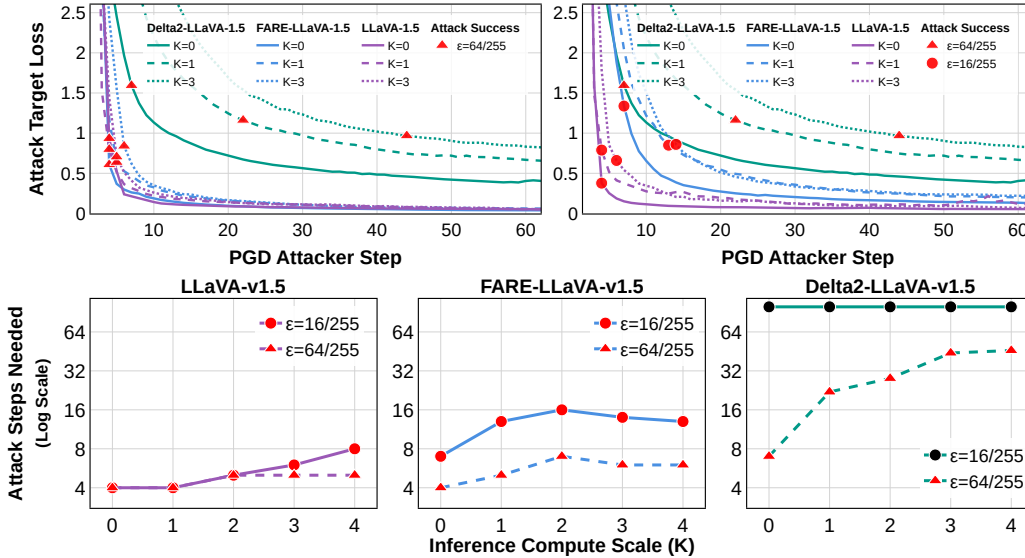 Attack Target Loss
2.5
2
1.5
1
0.5
0
Delta2-LLaVA-1.5 FARE-LLaVA-1.5 LLaVA-1.5 Attack Success
K=0 K=0 K=0 ε=64/255
K=1 K=1 K=1
K=3 K=3 K=3
10 20 30 40 50 60
PGD Attacker Step
2.5
2
1.5
1
0.5
0
Delta2-LLaVA-1.5 FARE-LLaVA-1.5 LLaVA-1.5 Attack Success
K=0 K=0 K=0 ε=64/255
K=1 K=1 K=1 ε=16/255
K=3 K=3 K=3
10 20 30 40 50 60
PGD Attacker Step
Attack Steps Needed
(Log Scale)
LLaVA-v1.5
64
32
16
8
4
ε=16/255
ε=64/255
0 1 2 3 4
FARE-LLaVA-v1.5
64
32
16
8
4
ε=16/255
ε=64/255
0 1 2 3 4
Delta2-LLaVA-v1.5
64
32
16
8
4
ε=16/255
ε=64/255
0 1 2 3 4
Inference Compute Scale (K)